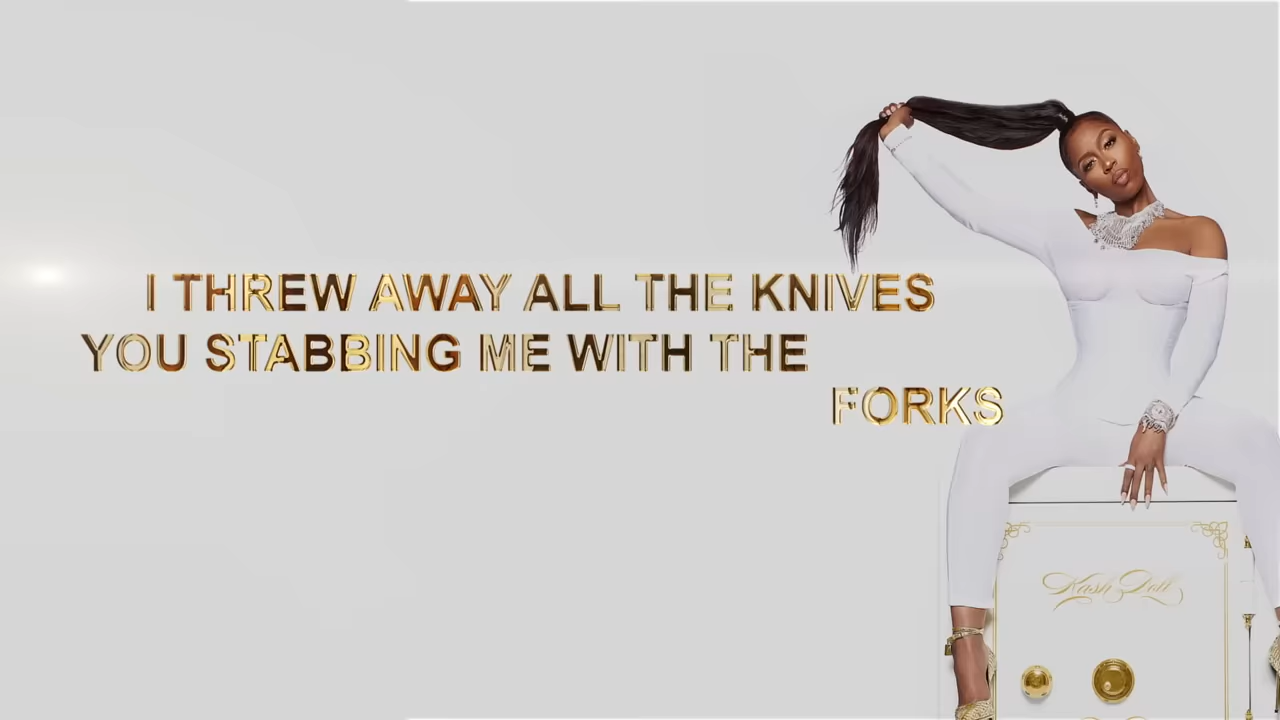 I THREW AWAY ALL THE KNIVES
YOU STABBING ME WITH THE
FORKS
Kash Doll